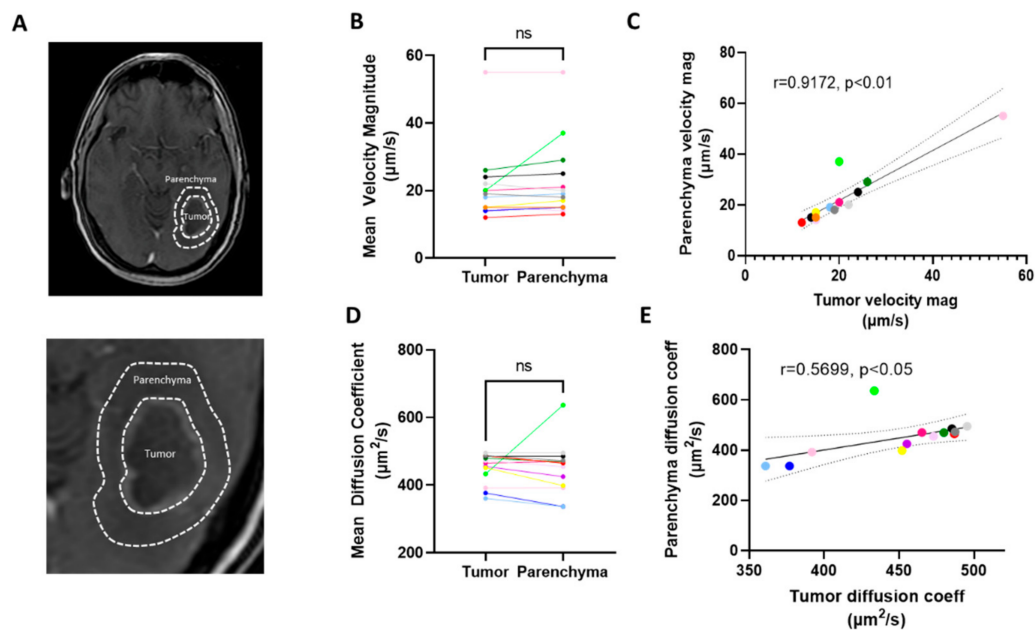 A
Parenchyma
Tumor
Parenchyma
Tumor
B
ns
60
40
20
0
Mean Velocity Magnitude
(µm/s)
Tumor Parenchyma
C
r=0.9172, p<0.01
80
60
40
20
0
Parenchyma velocity mag
(µm/s)
0 20 40 60
Tumor velocity mag
(µm/s)
D
ns
800
600
400
200
Mean Diffusion Coefficient
(µm²/s)
Tumor Parenchyma
E
r=0.5699, p<0.05
800
600
400
200
0
Parenchyma diffusion coeff
(µm²/s)
350 400 450 500
Tumor diffusion coeff
(µm²/s)